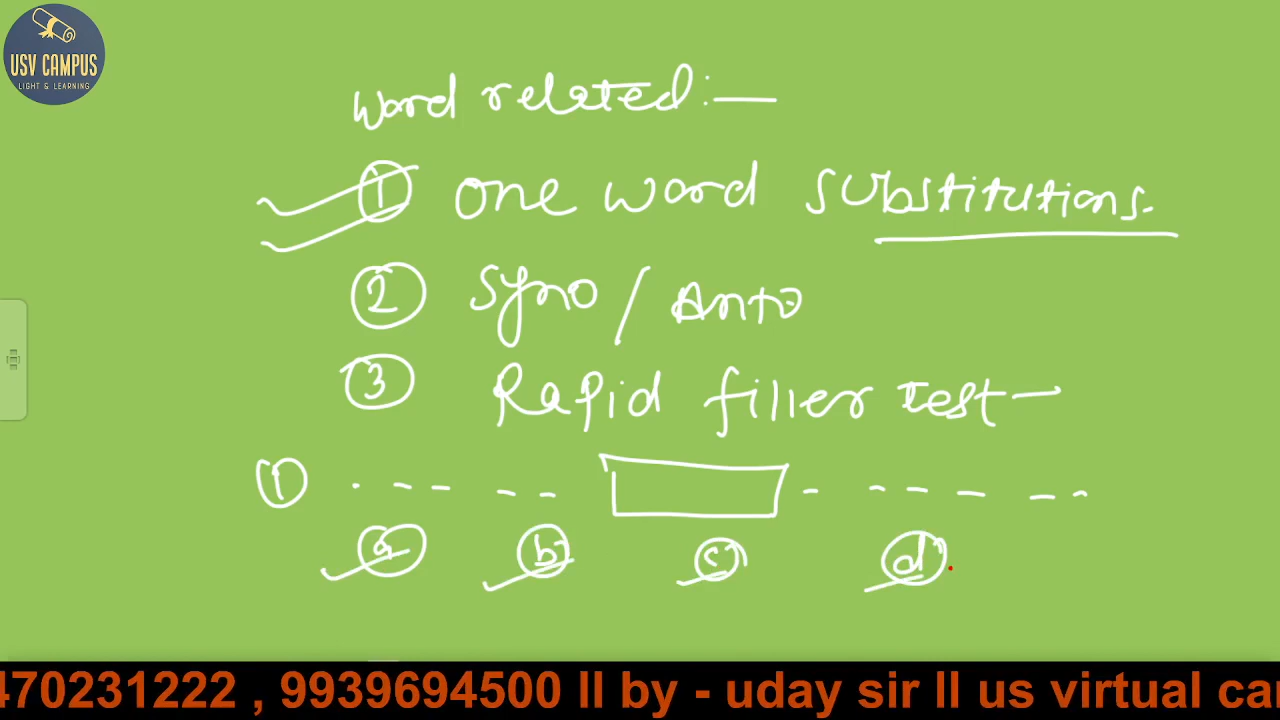 USV CAMPUS
LIGHT & LEARNING
word related:—
1 one word substitutions.
2 Syno / Anto
3 Rapid filler test —
1
a b c d
470231222 , 9939694500 ll by - uday sir ll us virtual ca